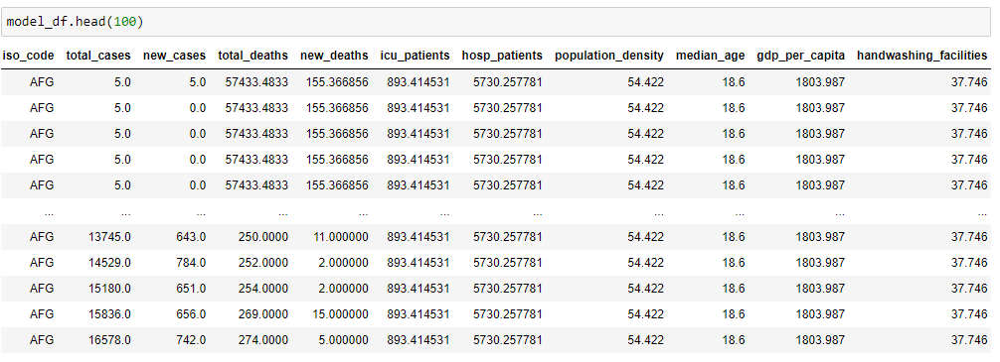 model_df.head(100)
iso_code total_cases new_cases total_deaths new_deaths icu_patients hosp_patients population_density median_age gdp_per_capita handwashing_facilities
AFG 5.0 5.0 57433.4833 155.366856 893.414531 5730.257781 54.422 18.6 1803.987 37.746
AFG 5.0 0.0 57433.4833 155.366856 893.414531 5730.257781 54.422 18.6 1803.987 37.746
AFG 5.0 0.0 57433.4833 155.366856 893.414531 5730.257781 54.422 18.6 1803.987 37.746
AFG 5.0 0.0 57433.4833 155.366856 893.414531 5730.257781 54.422 18.6 1803.987 37.746
AFG 5.0 0.0 57433.4833 155.366856 893.414531 5730.257781 54.422 18.6 1803.987 37.746
... ... ... ... ... ... ... ... ... ... ...
AFG 13745.0 643.0 250.0000 11.000000 893.414531 5730.257781 54.422 18.6 1803.987 37.746
AFG 14529.0 784.0 252.0000 2.000000 893.414531 5730.257781 54.422 18.6 1803.987 37.746
AFG 15180.0 651.0 254.0000 2.000000 893.414531 5730.257781 54.422 18.6 1803.987 37.746
AFG 15836.0 656.0 269.0000 15.000000 893.414531 5730.257781 54.422 18.6 1803.987 37.746
AFG 16578.0 742.0 274.0000 5.000000 893.414531 5730.257781 54.422 18.6 1803.987 37.746